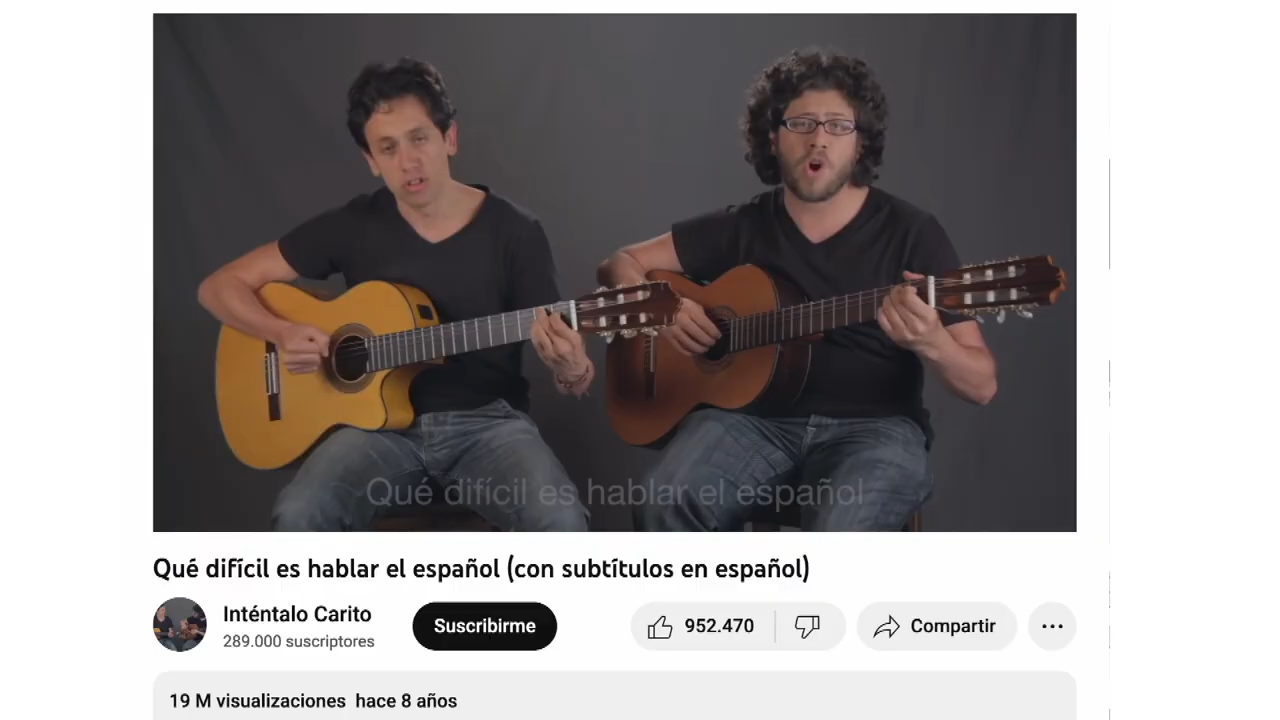 Qué difícil es hablar el español
Qué difícil es hablar el español (con subtítulos en español)
Inténtalo Carito
289.000 suscriptores
Suscribirme
952.470
Compartir
19 M visualizaciones hace 8 años